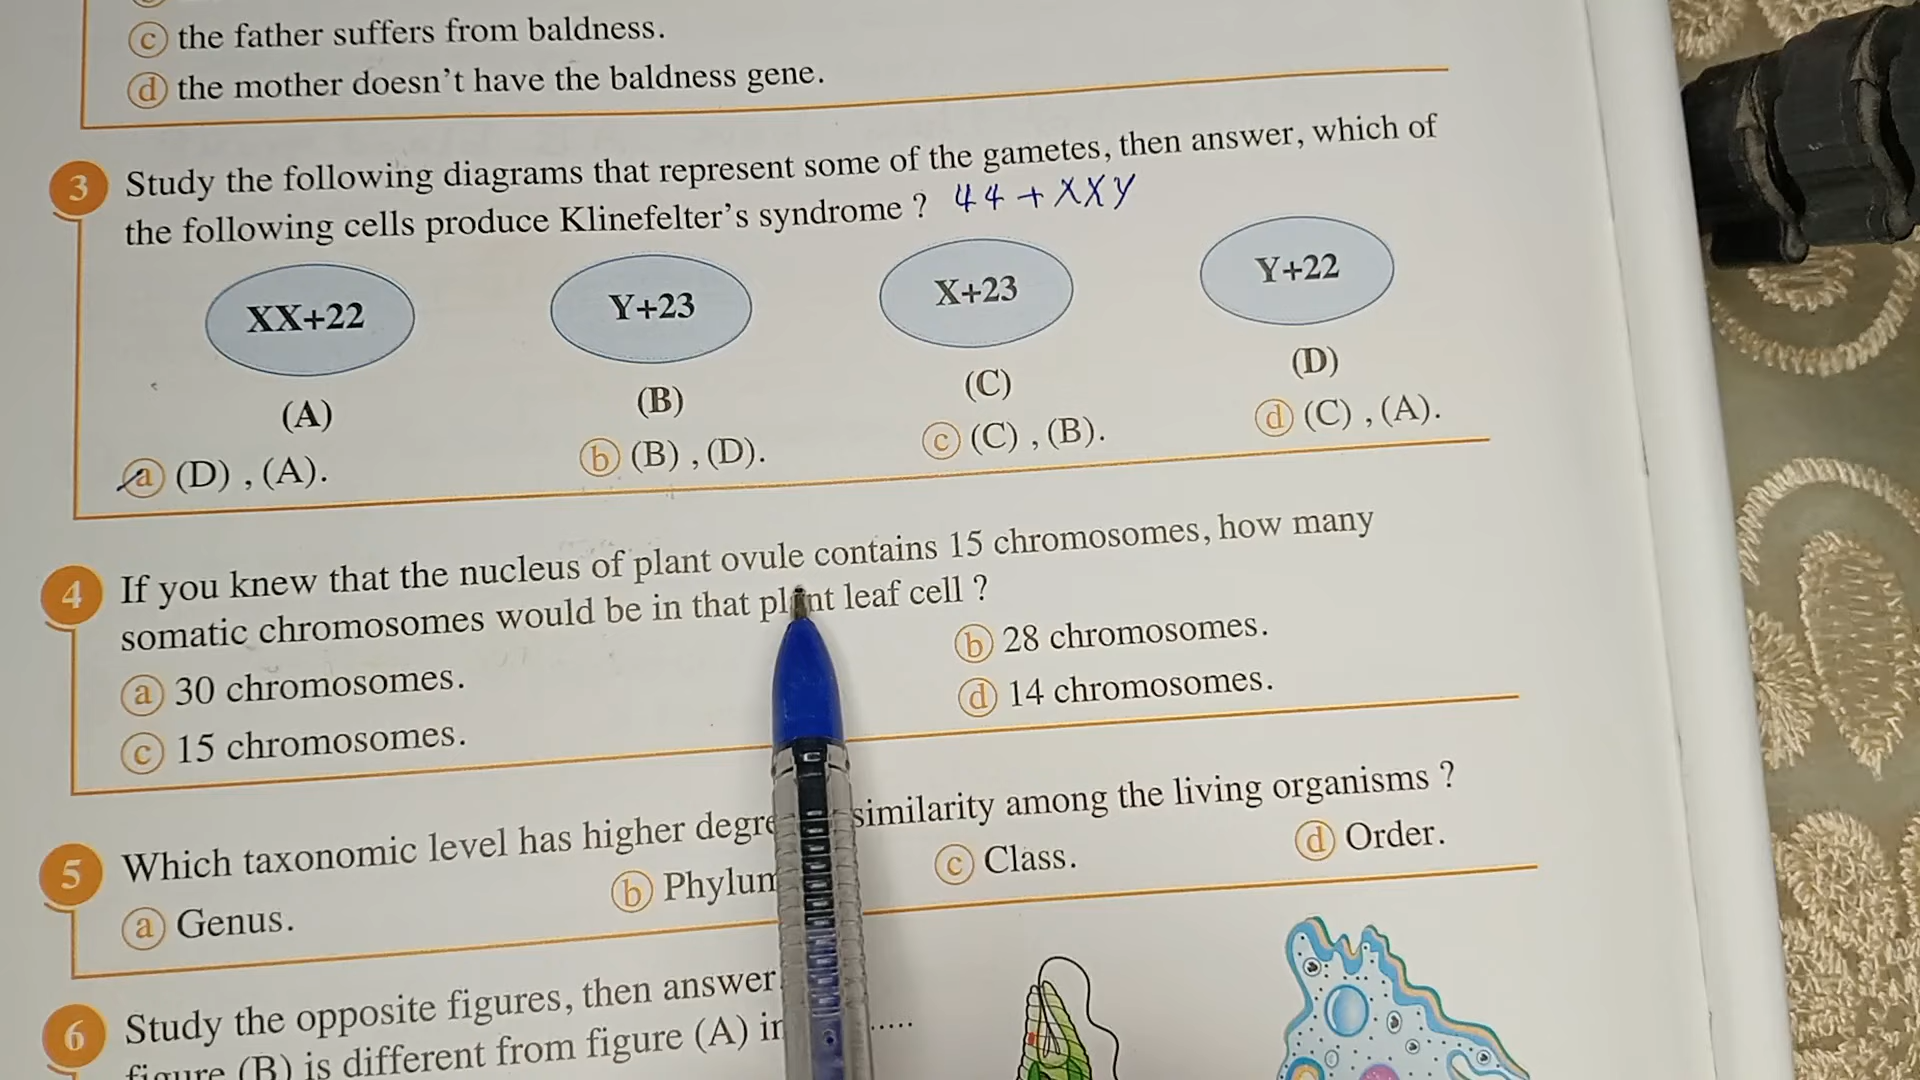 c the father suffers from baldness.
d the mother doesn't have the baldness gene.
3 Study the following diagrams that represent some of the gametes, then answer, which of
the following cells produce Klinefelter's syndrome ? 44 + XXY
XX+22 Y+23 X+23 Y+22
(A) (B) (C) (D)
a (D) , (A). b (B) , (D). c (C) , (B). d (C) , (A).
4 If you knew that the nucleus of plant ovule contains 15 chromosomes, how many
somatic chromosomes would be in that plant leaf cell ?
a 30 chromosomes. b 28 chromosomes.
c 15 chromosomes. d 14 chromosomes.
5 Which taxonomic level has higher similarity among the living organisms ?
a Genus. b c Class. d Order.
6 Study the opposite figures, then answer
figure (B) is different from figure (A) .....